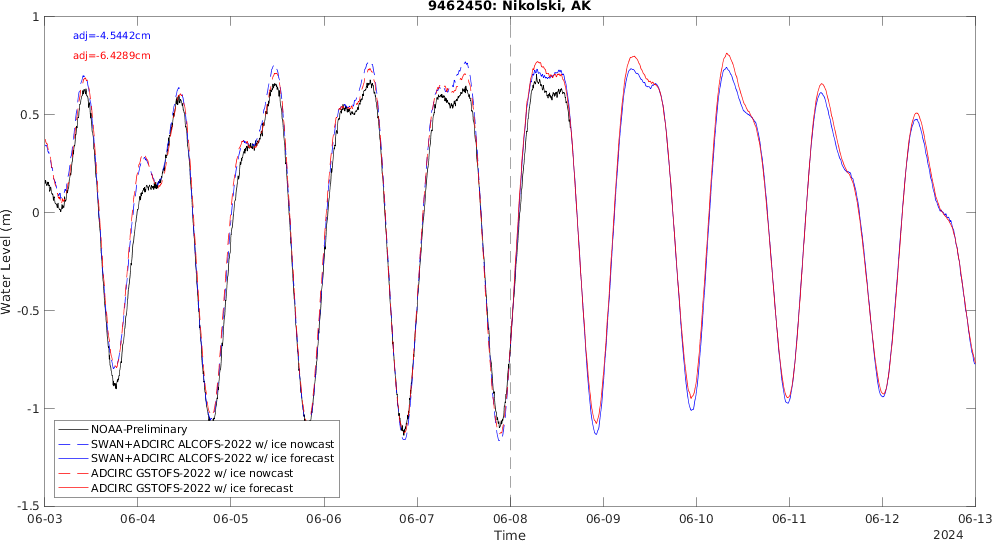 9462450: Nikolski, AK
adj=-4.5442cm
adj=-6.4289cm
Water Level (m)
1
0.5
0
-0.5
-1
-1.5
NOAA-Preliminary
SWAN+ADCIRC ALCOFS-2022 w/ ice nowcast
SWAN+ADCIRC ALCOFS-2022 w/ ice forecast
ADCIRC GSTOFS-2022 w/ ice nowcast
ADCIRC GSTOFS-2022 w/ ice forecast
06-03 06-04 06-05 06-06 06-07 06-08 06-09 06-10 06-11 06-12 06-13
Time
2024